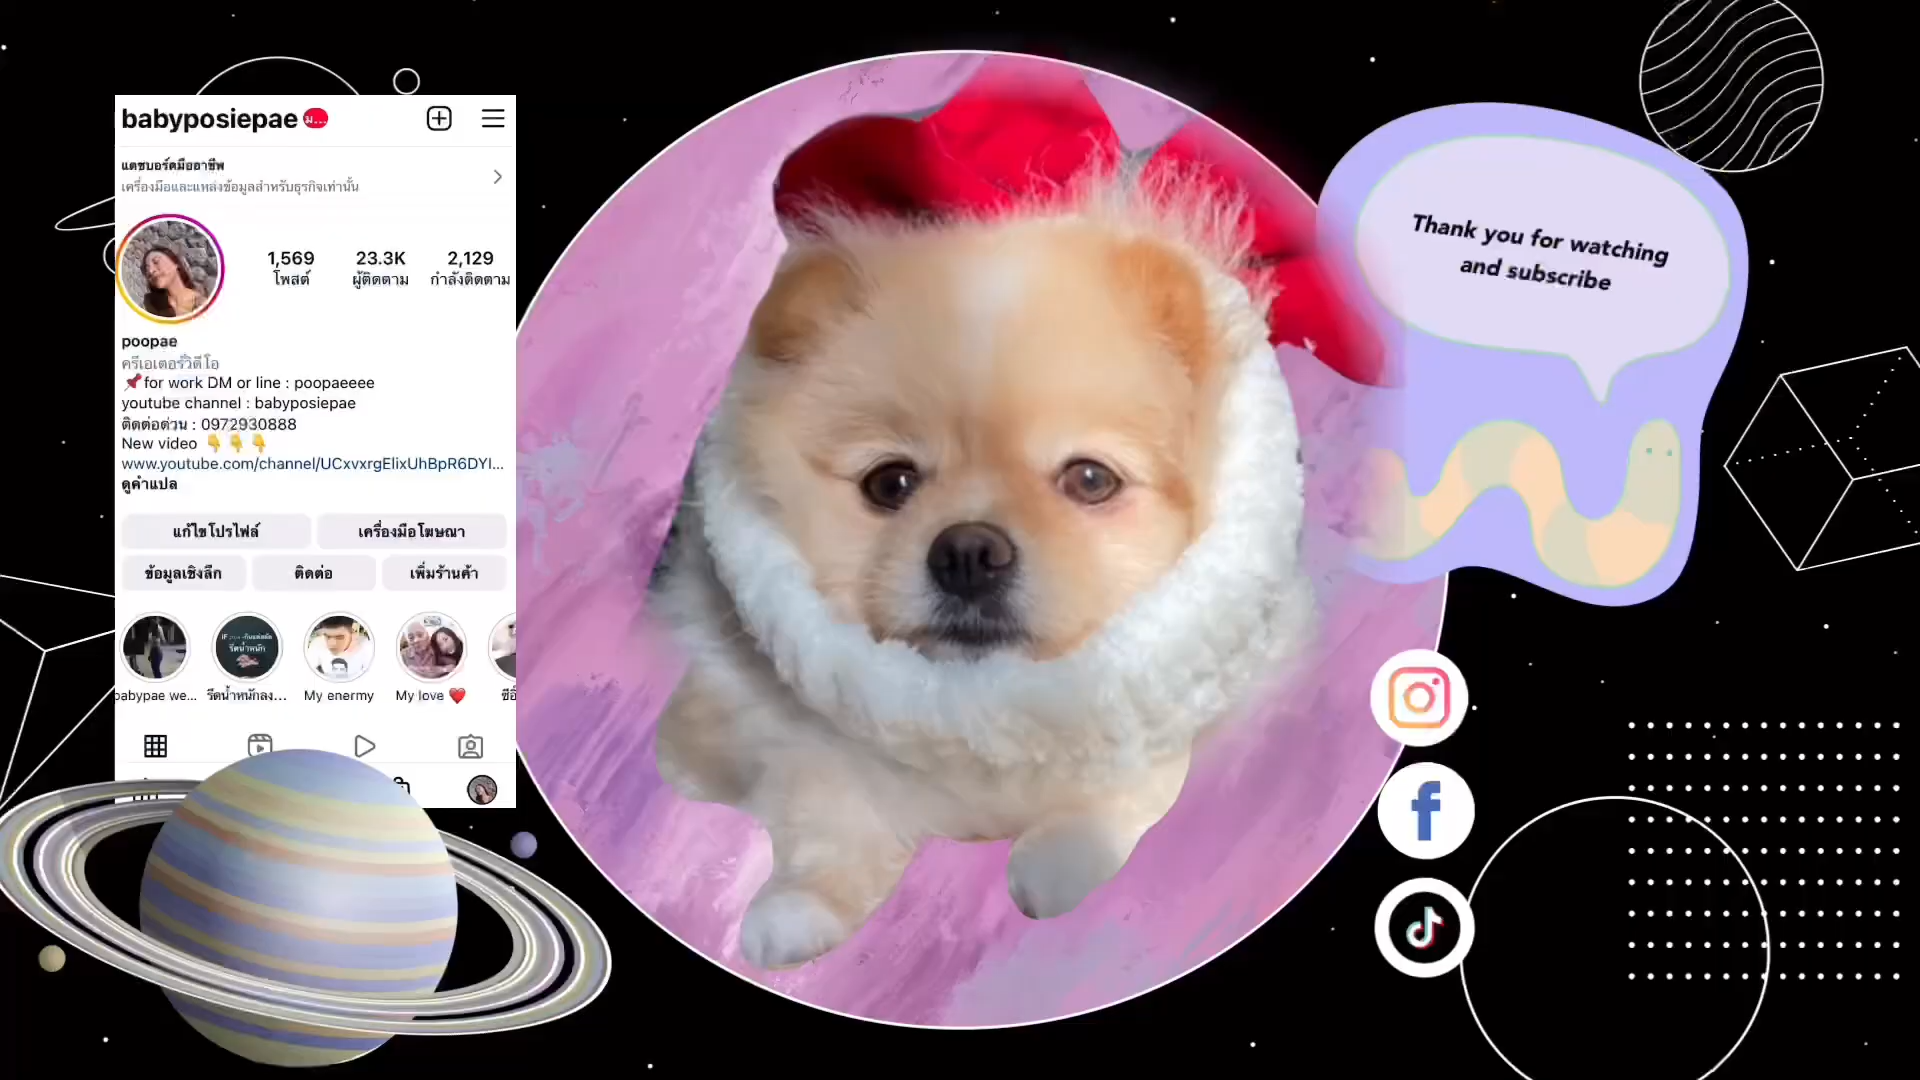 babyposiepae
ม...
แดชบอร์ดมืออาชีพ
เครื่องมือและแหล่งข้อมูลสำหรับธุรกิจเท่านั้น
1,569 23.3K 2,129
โพสต์ ผู้ติดตาม กำลังติดตาม
poopae
ครีเอเตอร์วิดีโอ
📌for work DM or line : poopaeeee
youtube channel : babyposiepae
ติดต่อด่วน : 0972930888
New video 👇👇👇
www.youtube.com/channel/UCxvxrgElixUhBpR6DYI...
ดูคำแปล
แก้ไขโปรไฟล์ เครื่องมือโฆษณา
ข้อมูลเชิงลึก ติดต่อ เพิ่มร้านค้า
รีดน้ำหนัก
babypae we... รีดน้ำหนักลง... My enermy My love ❤️
Thank you for watching
and subscribe